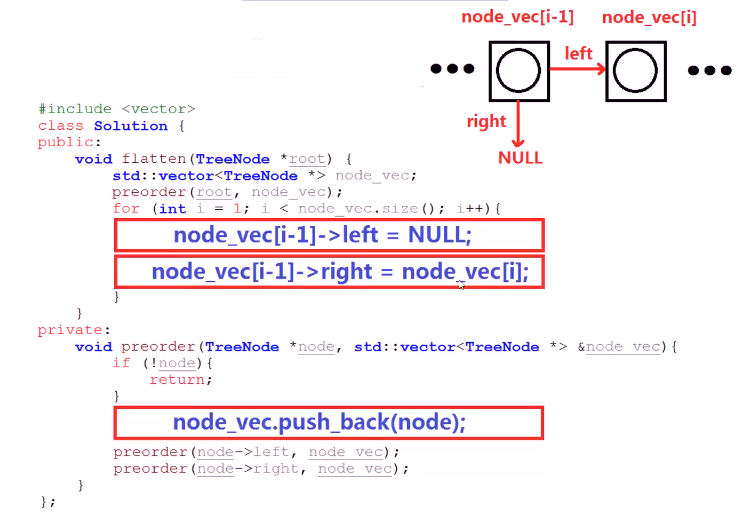 node_vec[i-1] node_vec[i]
left
right
NULL
#include <vector>
class Solution {
public:
void flatten(TreeNode *root) {
std::vector<TreeNode *> node_vec;
preorder(root, node_vec);
for (int i = 1; i < node_vec.size(); i++){
node_vec[i-1]->left = NULL;
node_vec[i-1]->right = node_vec[i];
}
}
private:
void preorder(TreeNode *node, std::vector<TreeNode *> &node_vec){
if (!node){
return;
}
node_vec.push_back(node);
preorder(node->left, node_vec);
preorder(node->right, node_vec);
}
};